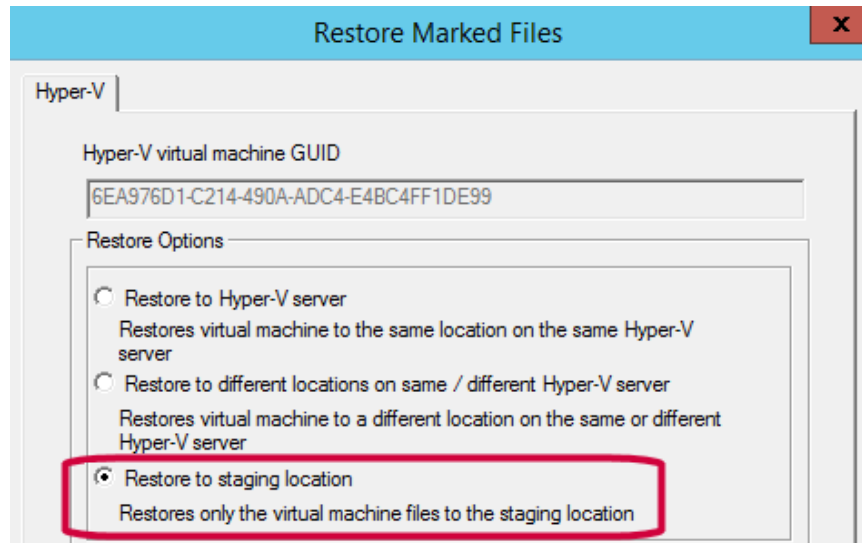 Restore Marked Files
x
Hyper-V
Hyper-V virtual machine GUID
6EA976D1-C214-490A-ADC4-E4BC4FF1DE99
Restore Options
Restore to Hyper-V server
Restores virtual machine to the same location on the same Hyper-V
server
Restore to different locations on same / different Hyper-V server
Restores virtual machine to a different location on the same or different
Hyper-V server
Restore to staging location
Restores only the virtual machine files to the staging location